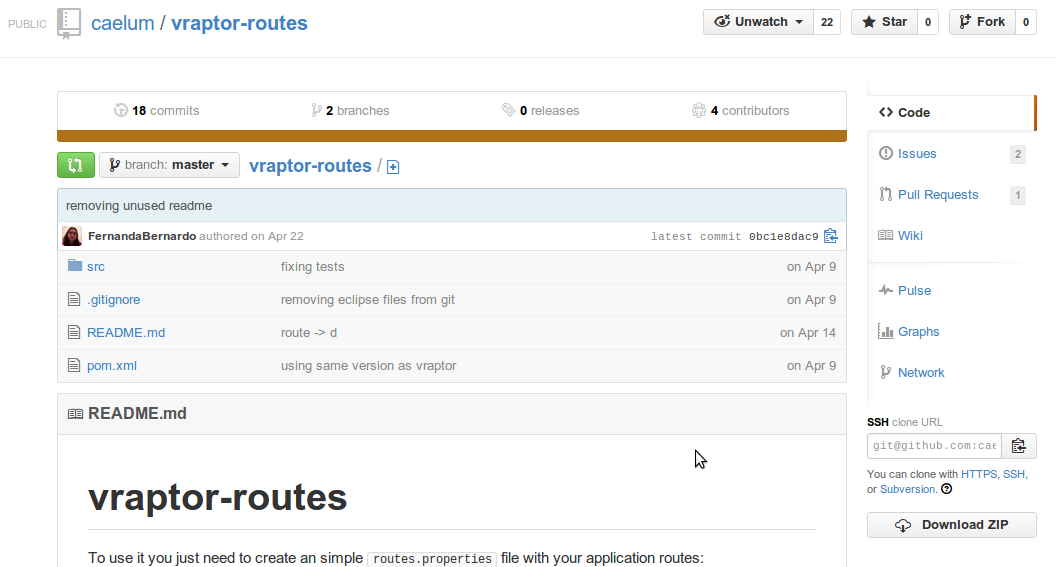 PUBLIC caelum / vraptor-routes Unwatch 22 Star 0 Fork 0
18 commits 2 branches 0 releases 4 contributors
branch: master vraptor-routes /
removing unused readme
FernandaBernardo authored on Apr 22 latest commit 0bc1e8dac9
src fixing tests on Apr 9
.gitignore removing eclipse files from git on Apr 9
README.md route -> d on Apr 14
pom.xml using same version as vraptor on Apr 9
README.md
vraptor-routes
To use it you just need to create an simple routes.properties file with your application routes:
Code
Issues 2
Pull Requests 1
Wiki
Pulse
Graphs
Network
SSH clone URL
git@github.com:cae
You can clone with HTTPS, SSH,
or Subversion.
Download ZIP